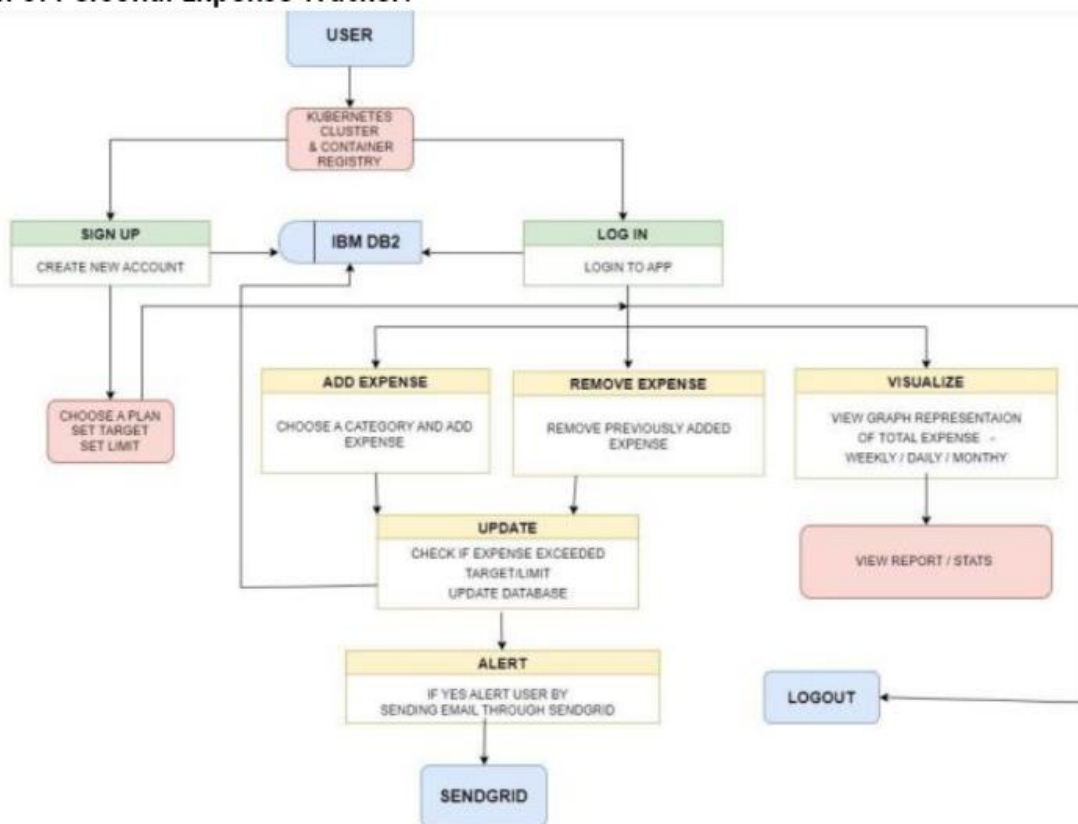 Personal Expense Tracker:
USER
KUBERNETES
CLUSTER
& CONTAINER
REGISTRY
SIGN UP
CREATE NEW ACCOUNT
IBM DB2
LOG IN
LOGIN TO APP
CHOOSE A PLAN
SET TARGET
SET LIMIT
ADD EXPENSE
CHOOSE A CATEGORY AND ADD
EXPENSE
REMOVE EXPENSE
REMOVE PREVIOUSLY ADDED
EXPENSE
VISUALIZE
VIEW GRAPH REPRESENTAION
OF TOTAL EXPENSE -
WEEKLY / DAILY / MONTHY
UPDATE
CHECK IF EXPENSE EXCEEDED
TARGET/LIMIT
UPDATE DATABASE
VIEW REPORT / STATS
ALERT
IF YES ALERT USER BY
SENDING EMAIL THROUGH SENDGRID
LOGOUT
SENDGRID